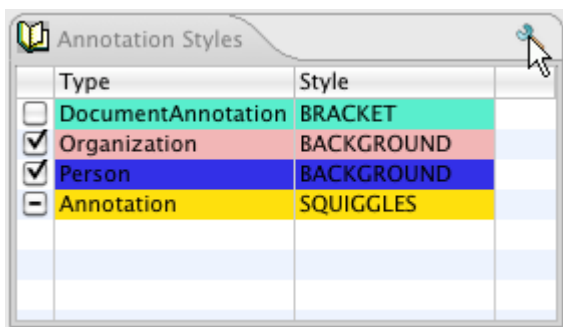 Annotation Styles
Type Style
DocumentAnnotation BRACKET
Organization BACKGROUND
Person BACKGROUND
Annotation SQUIGGLES